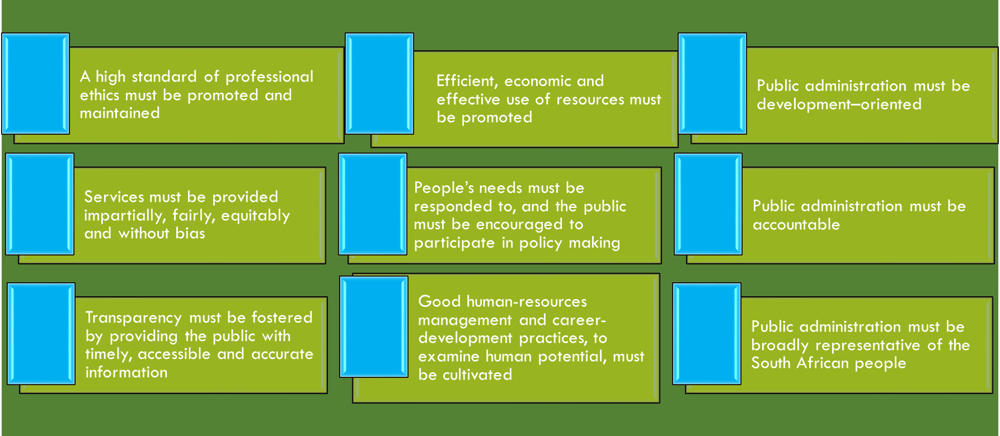 A high standard of professional
ethics must be promoted and
maintained
Efficient, economic and
effective use of resources must
be promoted
Public administration must be
development–oriented
Services must be provided
impartially, fairly, equitably
and without bias
People’s needs must be
responded to, and the public
must be encouraged to
participate in policy making
Public administration must be
accountable
Transparency must be fostered
by providing the public with
timely, accessible and accurate
information
Good human-resources
management and career-
development practices, to
examine human potential, must
be cultivated
Public administration must be
broadly representative of the
South African people